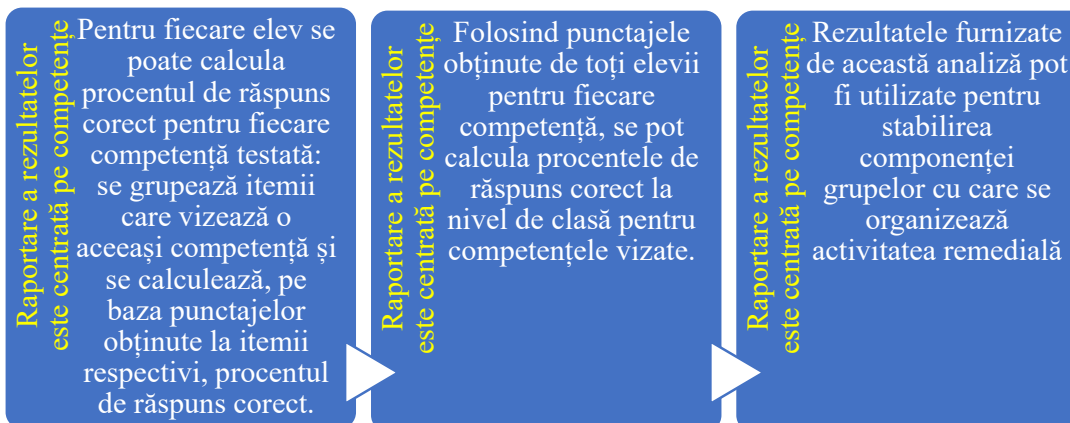 Raportare a rezultatelor
este centrată pe competențe,
Pentru fiecare elev se
poate calcula
procentul de răspuns
corect pentru fiecare
competență testată:
se grupează itemii
care vizează o
aceeași competență și
se calculează, pe
baza punctajelor
obținute la itemii
respectivi, procentul
de răspuns corect.
Raportare a rezultatelor
este centrată pe competențe,
Folosind punctajele
obținute de toți elevii
pentru fiecare
competență, se pot
calcula procentele de
răspuns corect la
nivel de clasă pentru
competențele vizate.
Raportare a rezultatelor
este centrată pe competențe,
Rezultatele furnizate
de această analiză pot
fi utilizate pentru
stabilirea
componenței
grupelor cu care se
organizează
activitatea remedială